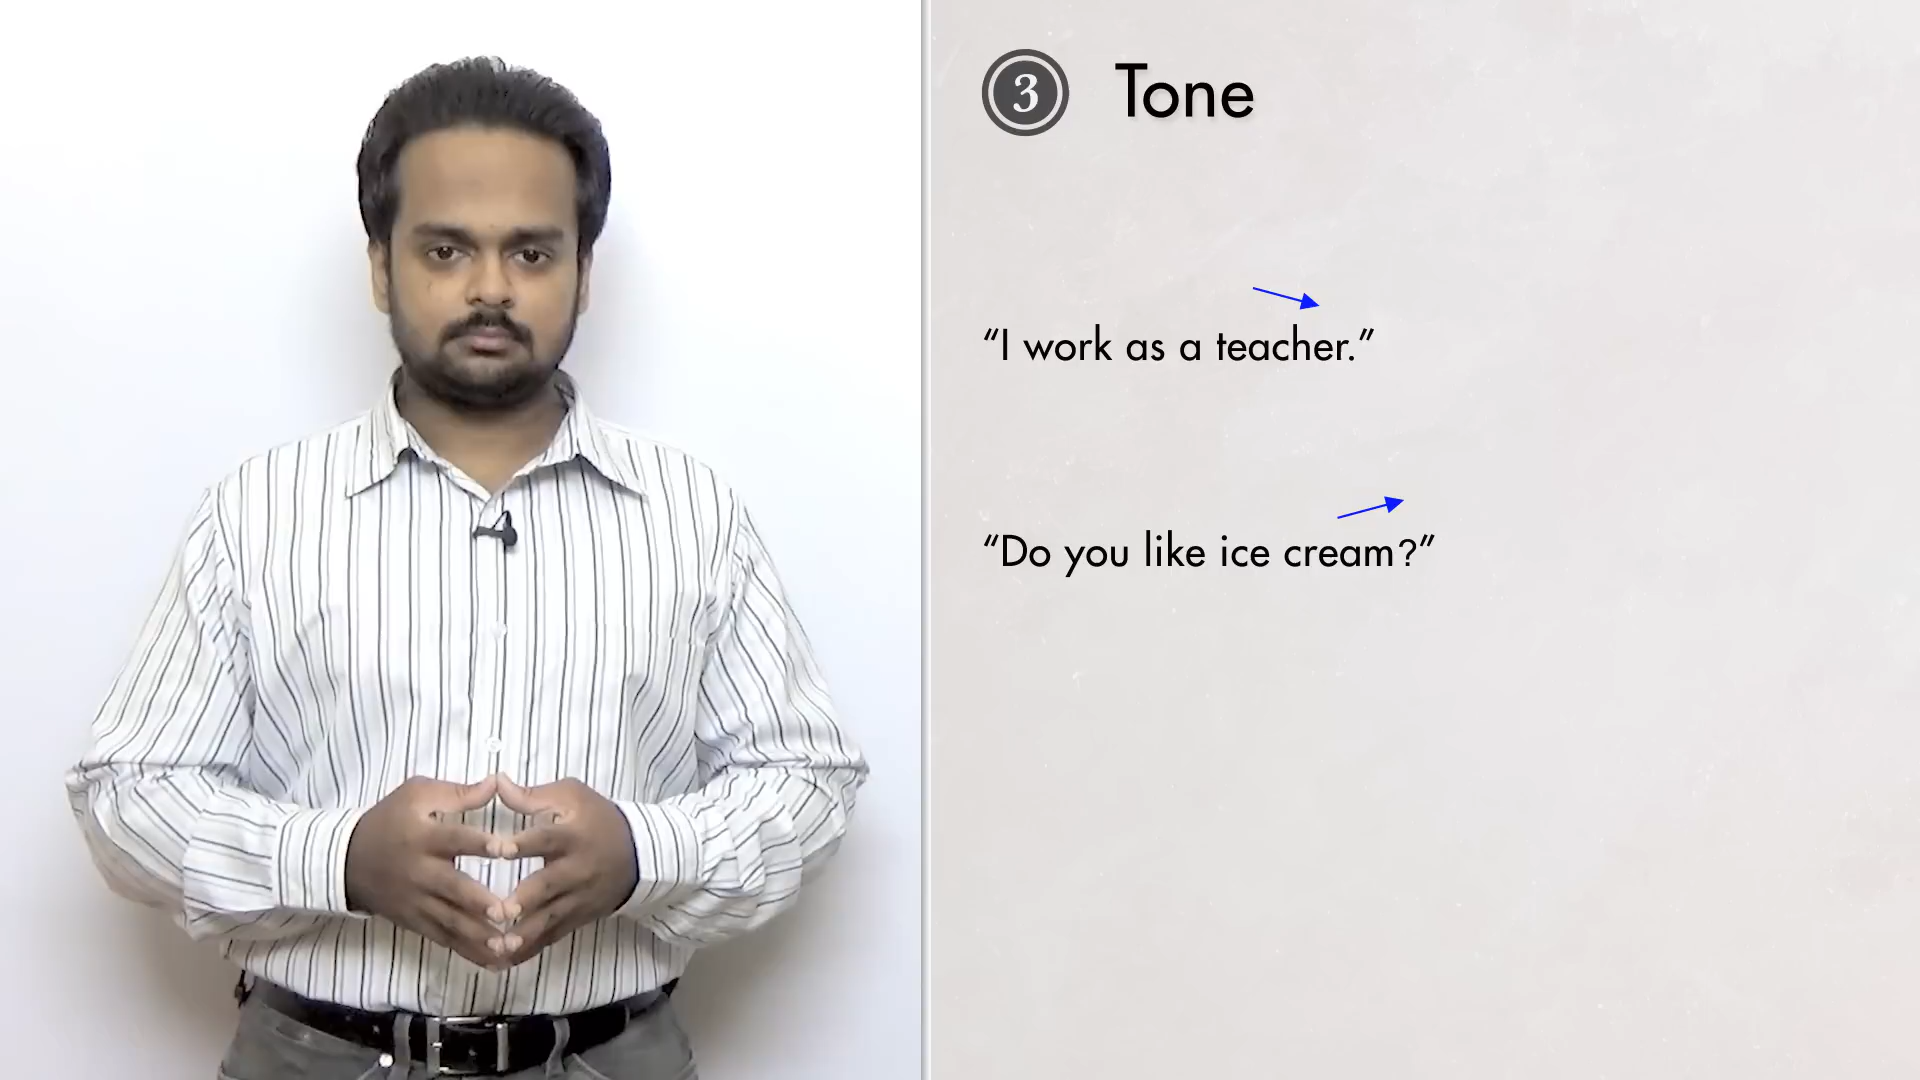 3 Tone
“I work as a teacher.”
“Do you like ice cream?”